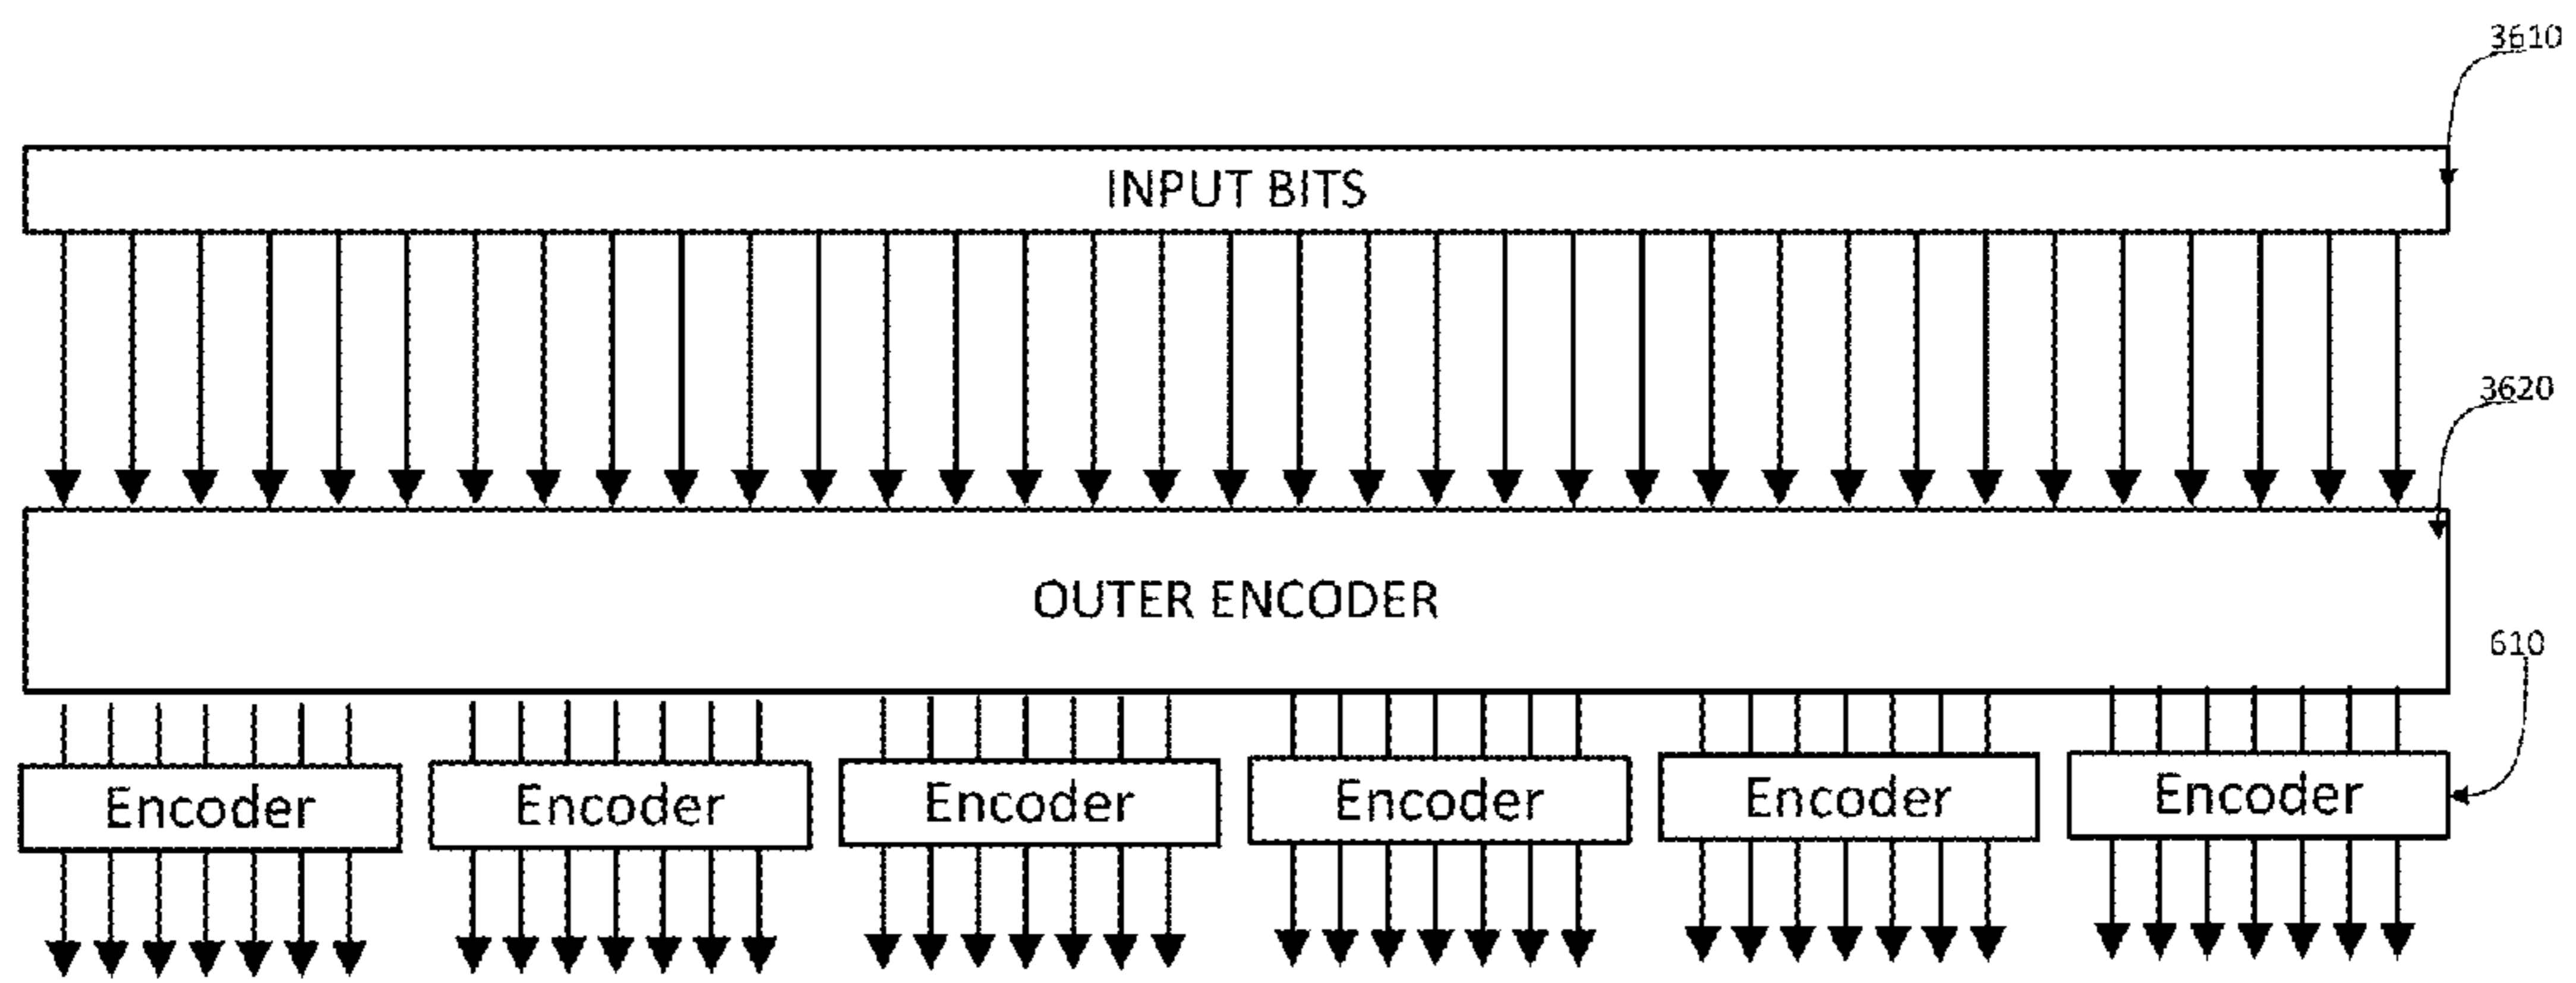 3610
INPUT BITS
3620
OUTER ENCODER
610
Encoder Encoder Encoder Encoder Encoder Encoder